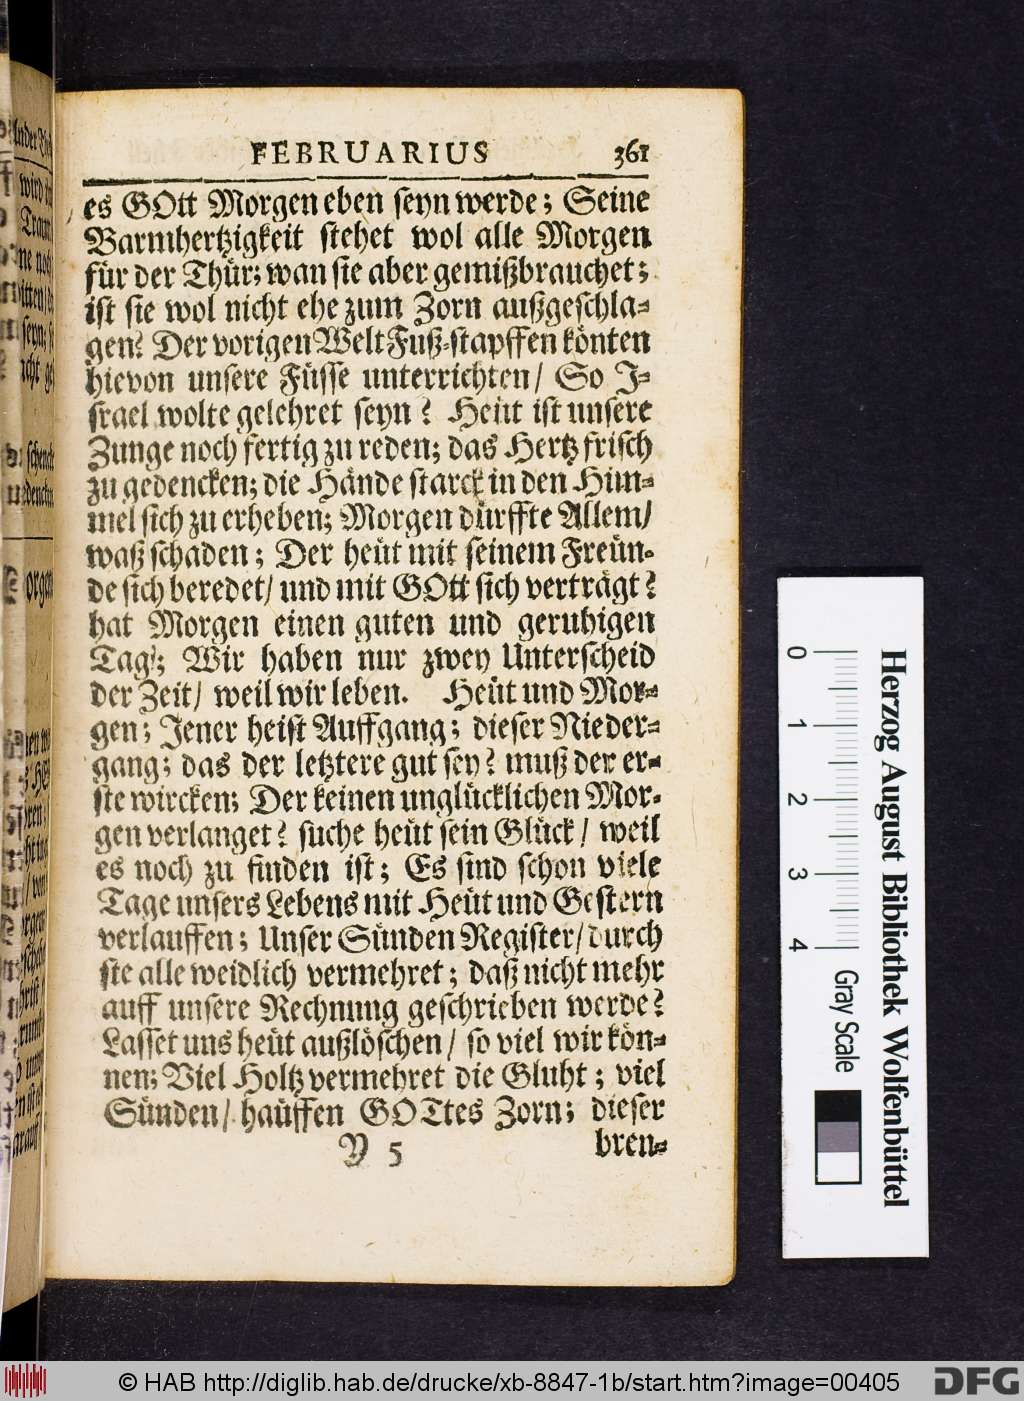 FEBRUARIUS 361
es GOtt Morgen eben seyn werde; Seine
Barmhertzigkeit stehet wol alle Morgen
für der Thür; wan sie aber gemißbrauchet;
ist sie wol nicht ehe zum Zorn außgeschla-
gen? Der vorigen Welt Fuß-stapffen könten
hievon unsere Füsse unterrichten/ So J-
srael wolte gelehret seyn? Heüt ist unsere
Zunge noch fertig zu reden; das Hertz frisch
zu gedencken; die Hände starck in den Him-
mel sich zu erheben; Morgen dürffte Allem/
waß schaden; Der heüt mit seinem Freün-
de sich beredet/ und mit GOtt sich verträgt?
hat Morgen einen guten und geruhigen
Tag; Wir haben nur zwey Unterscheid
der Zeit/ weil wir leben. Heüt und Mor-
gen; Jener heist Auffgang; dieser Nieder-
gang; das der letztere gut sey? muß der er-
ste wircken; Der keinen unglücklichen Mor-
gen verlanget? suche heüt sein Glück/ weil
es noch zu finden ist; Es sind schon viele
Tage unsers Lebens mit Heüt und Gestern
verlauffen; Unser Sünden Register/ durch
sie alle weidlich vermehret; daß nicht mehr
auff unsere Rechnung geschrieben werde?
Lasset uns heüt außlöschen/ so viel wir kön-
nen; Viel Holtz vermehret die Gluht; viel
Sünden/ haüffen GOTtes Zorn; dieser
Y 5 bren-
0 1 2 3 4
Gray Scale
Herzog August Bibliothek Wolfenbüttel
© HAB http://diglib.hab.de/drucke/xb-8847-1b/start.htm?image=00405
DFG